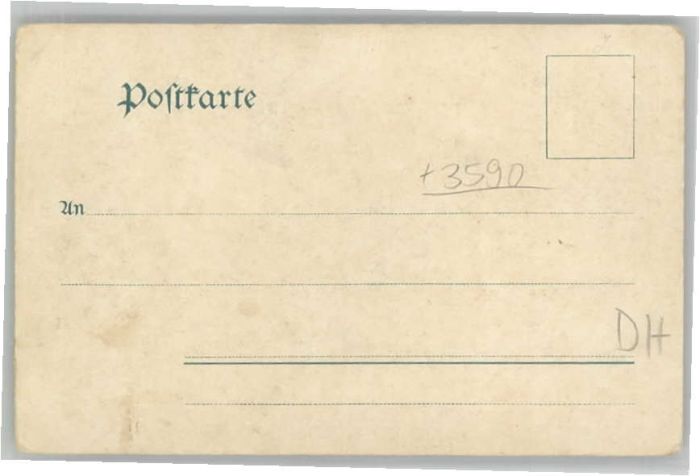 Postkarte
+3590
An
DH